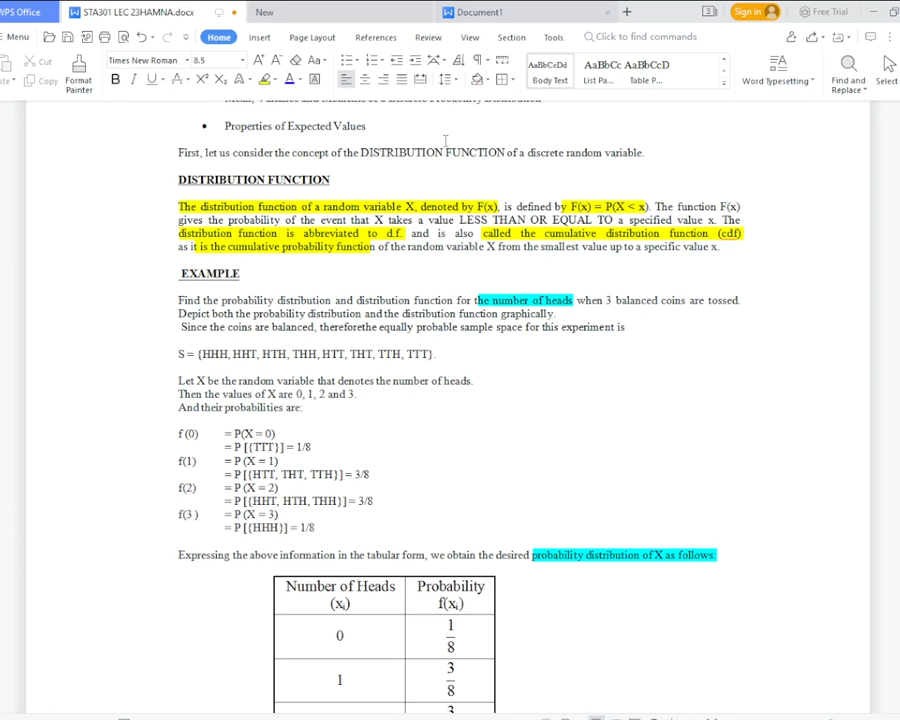 WPS Office
STA301 LEC 23HAMNA.docx
New
Document1
Sign in
Free Trial
Menu
Home
Insert
Page Layout
References
Review
View
Section
Tools
Click to find commands
Cut
Copy
Format Painter
Times New Roman
8.5
AaBbCcDd
Body Text
AaBbCc
List Pa...
AaBbCcD
Table P...
Word Typesetting
Find and Replace
Select
Properties of Expected Values
First, let us consider the concept of the DISTRIBUTION FUNCTION of a discrete random variable.
DISTRIBUTION FUNCTION
The distribution function of a random variable X, denoted by F(x), is defined by F(x) = P(X < x). The function F(x)
gives the probability of the event that X takes a value LESS THAN OR EQUAL TO a specified value x. The
distribution function is abbreviated to d.f. and is also called the cumulative distribution function (cdf)
as it is the cumulative probability function of the random variable X from the smallest value up to a specific value x.
EXAMPLE
Find the probability distribution and distribution function for the number of heads when 3 balanced coins are tossed.
Depict both the probability distribution and the distribution function graphically.
Since the coins are balanced, thereforethe equally probable sample space for this experiment is
S = {HHH, HHT, HTH, THH, HTT, THT, TTH, TTT}.
Let X be the random variable that denotes the number of heads.
Then the values of X are 0, 1, 2 and 3.
And their probabilities are:
f (0) = P(X = 0)
= P [{TTT}] = 1/8
f(1) = P (X = 1)
= P [{HTT, THT, TTH}] = 3/8
f(2) = P (X = 2)
= P [{HHT, HTH, THH}] = 3/8
f(3 ) = P (X = 3)
= P [{HHH}] = 1/8
Expressing the above information in the tabular form, we obtain the desired probability distribution of X as follows:
Number of Heads (xi) Probability f(xi)
0 1/8
1 3/8
3